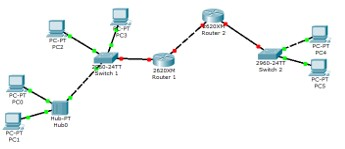 2620XM
Router 2
PC-PT
PC2
PC-PT
PC3
2950-24TT
Switch 1
2620XM
Router 1
2960-24TT
Switch 2
PC-PT
PC4
PC-PT
PC5
PC-PT
PC0
Hub-PT
Hub0
PC-PT
PC1